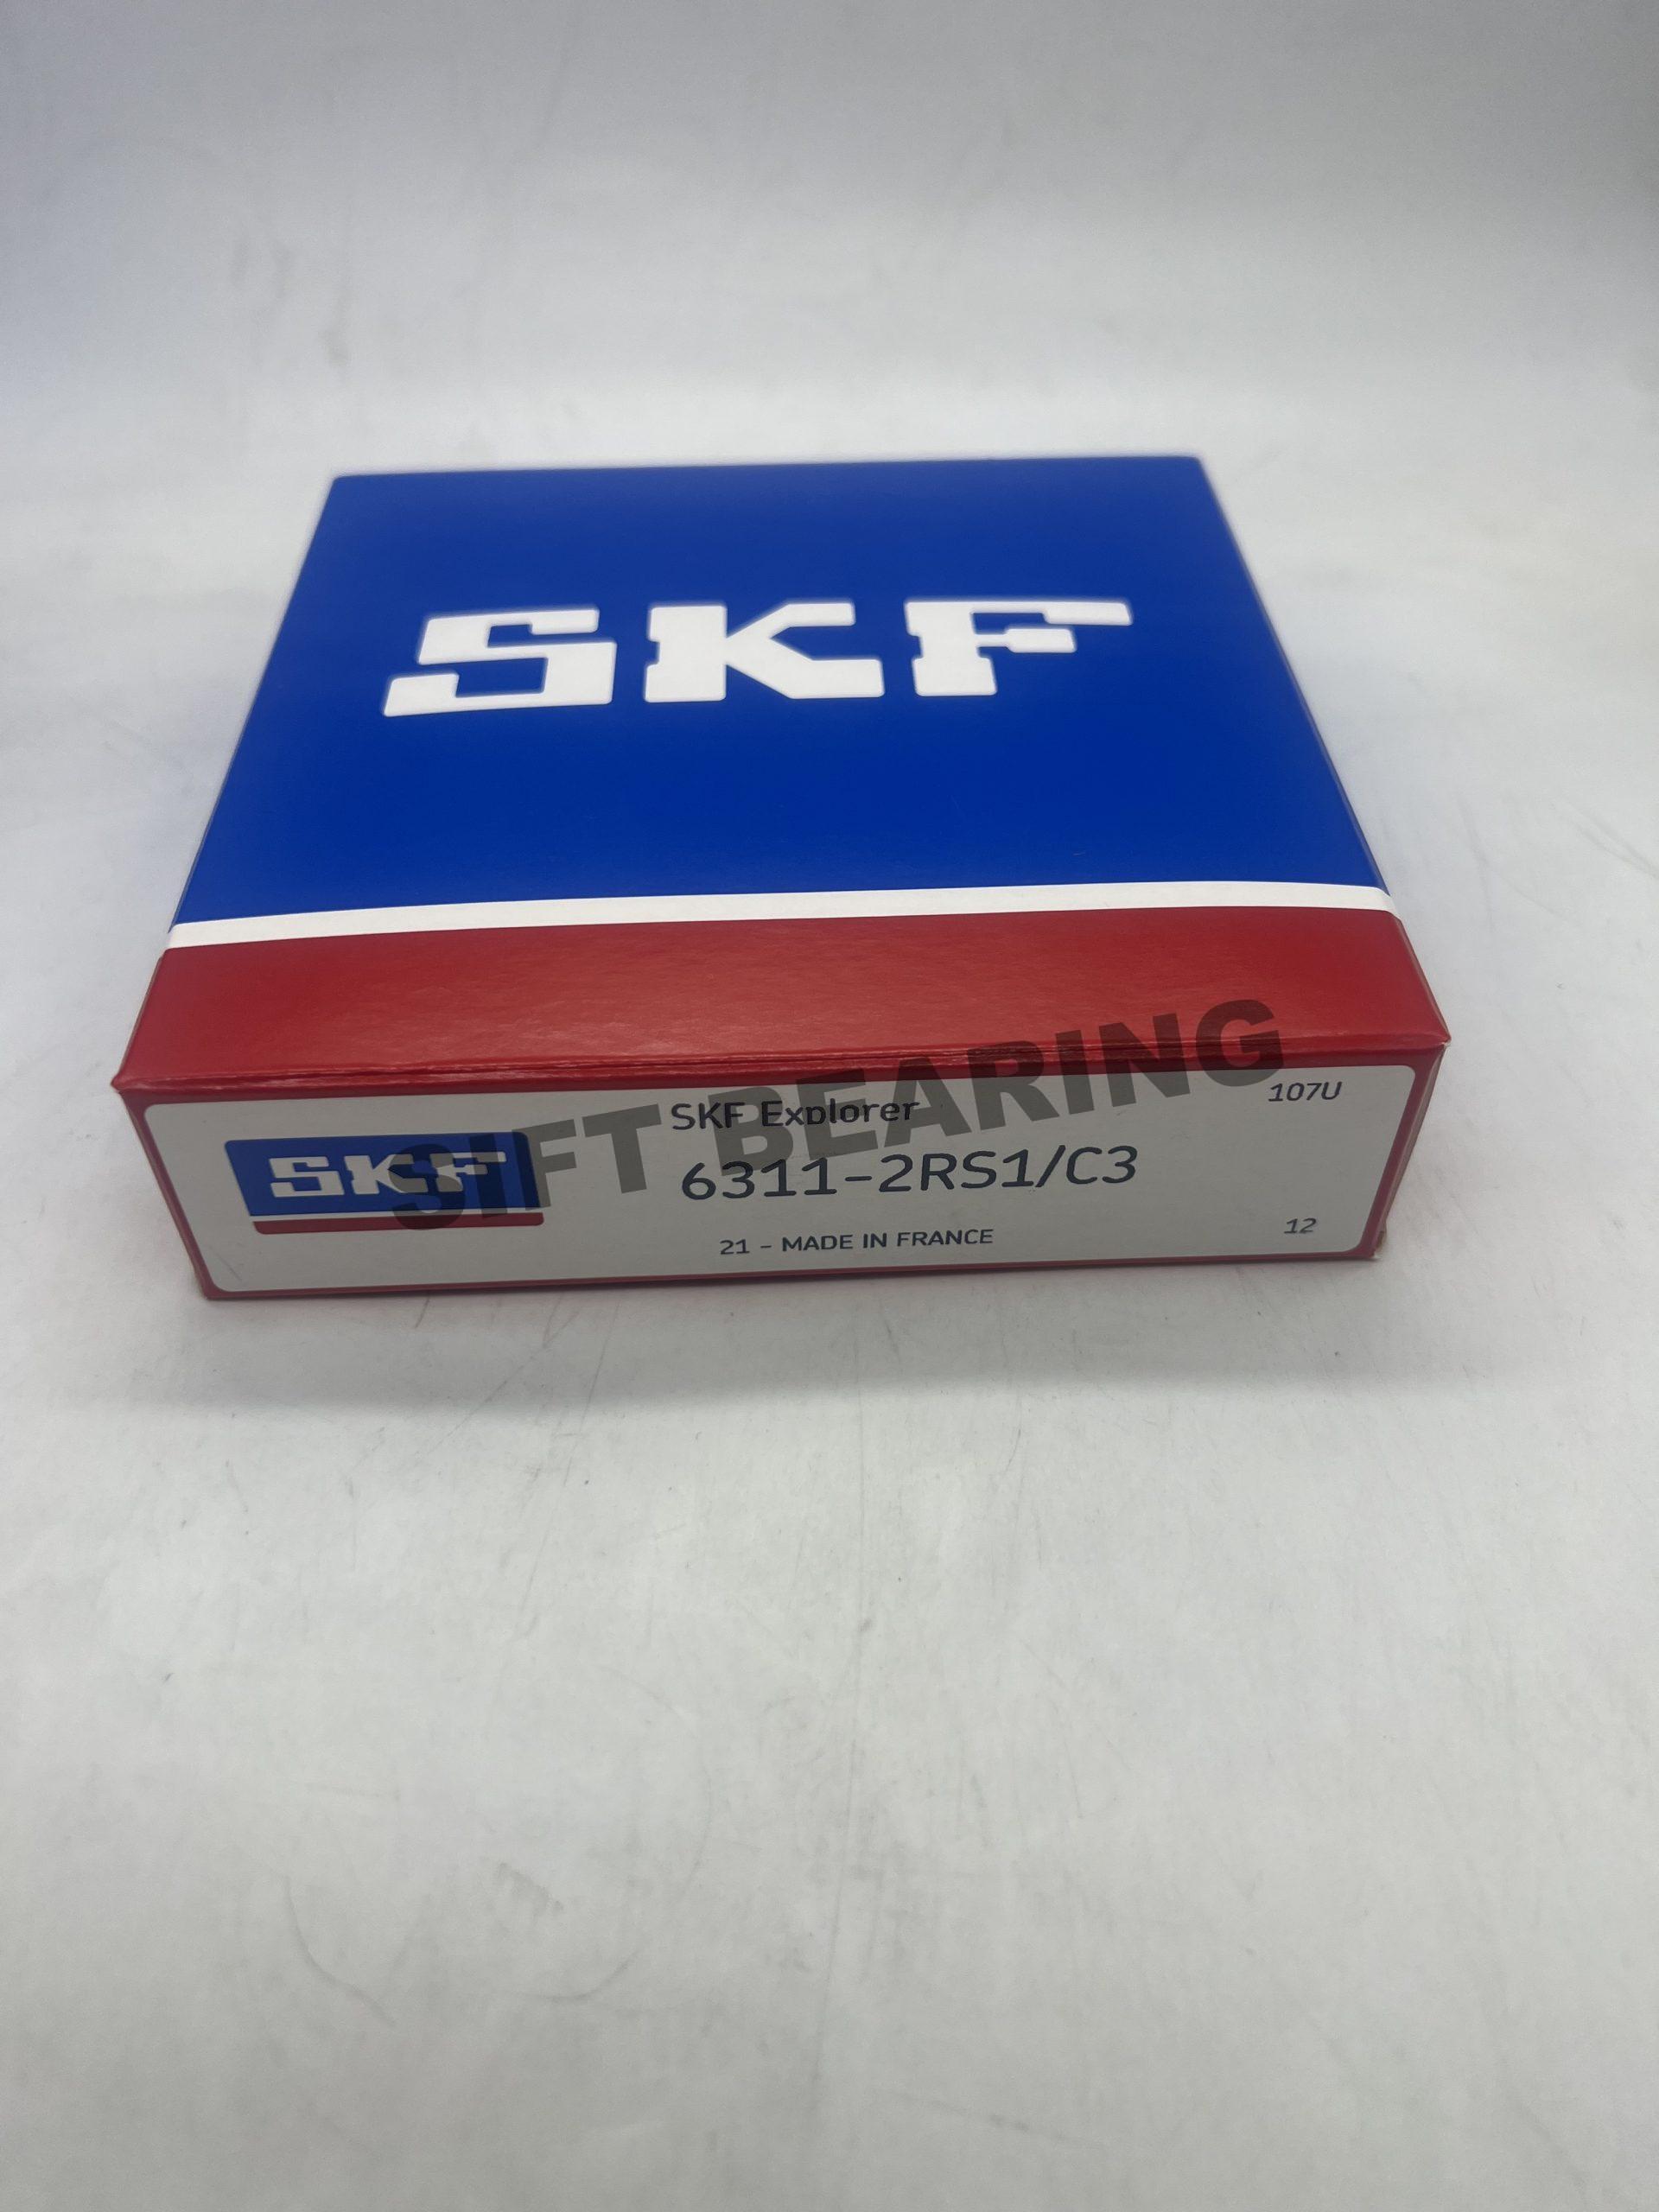 SKF
SKF Explorer
107U
SKF
6311-2RS1/C3
21 - MADE IN FRANCE
12
SIFT BEARING